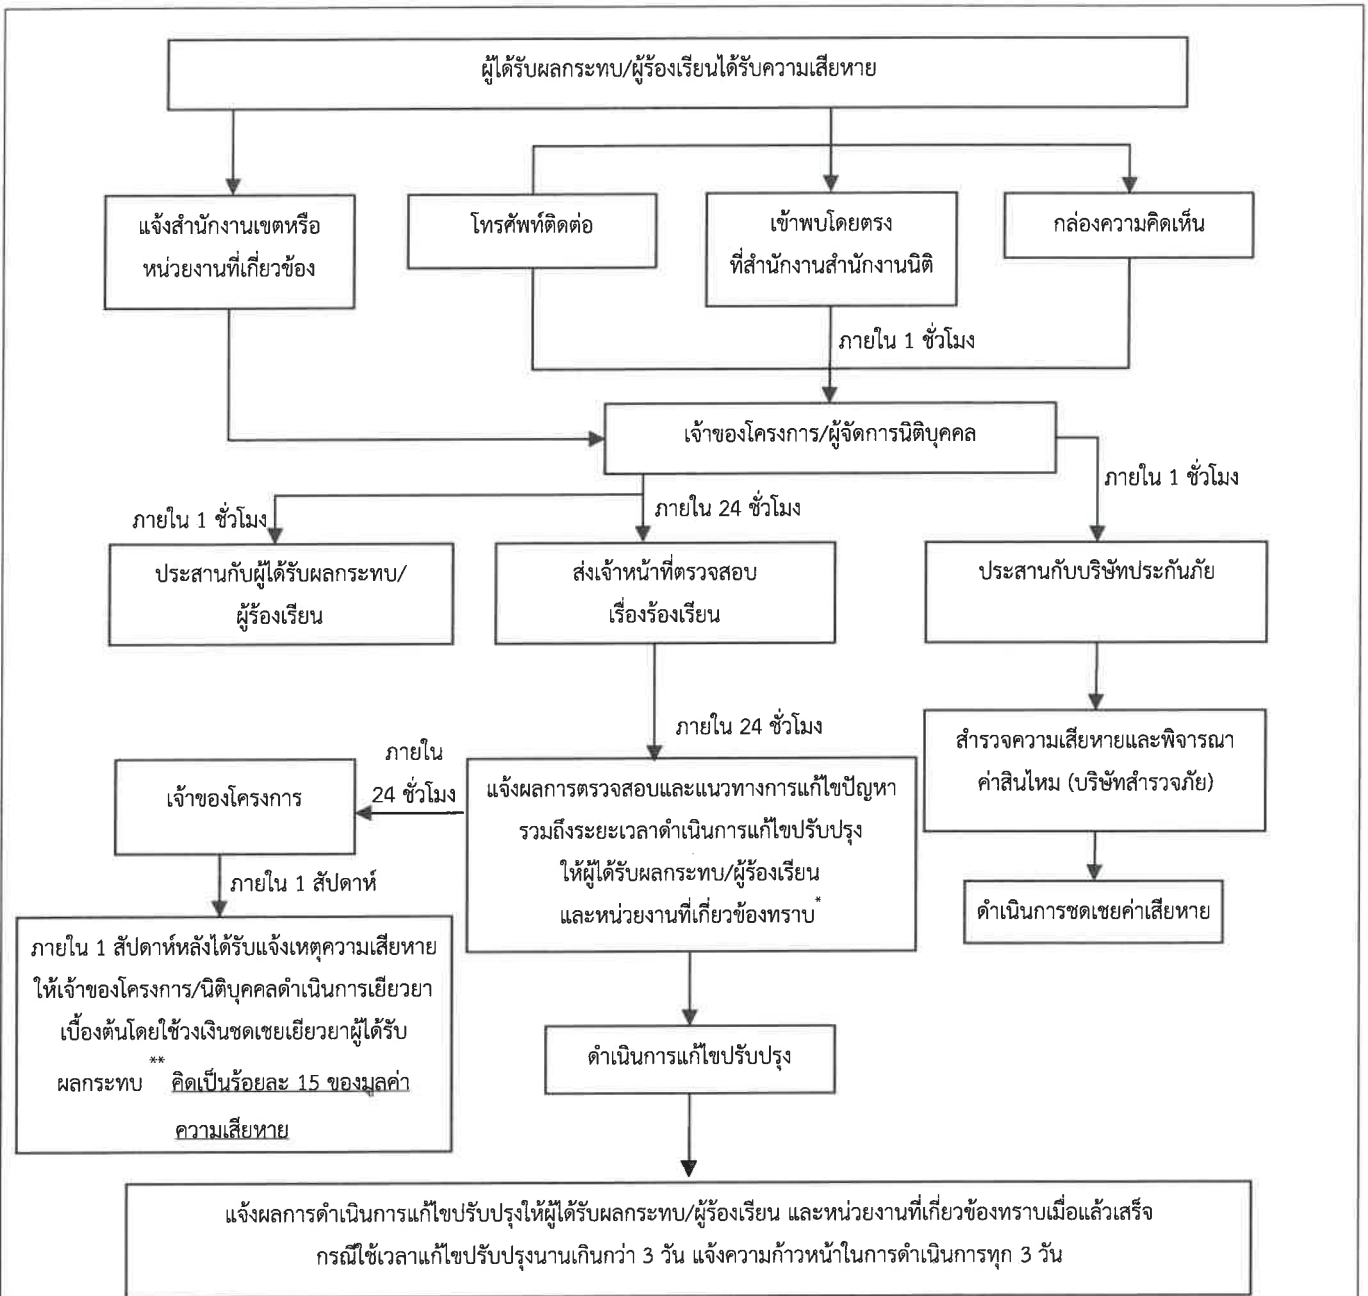 ผู้ได้รับผลกระทบ/ผู้ร้องเรียนได้รับความเสียหาย
แจ้งสำนักงานเขตหรือ
หน่วยงานที่เกี่ยวข้อง
โทรศัพท์ติดต่อ
เข้าพบโดยตรง
ที่สำนักงานสำนักงานนิติ
กล่องความคิดเห็น
ภายใน 1 ชั่วโมง
เจ้าของโครงการ/ผู้จัดการนิติบุคคล
ภายใน 1 ชั่วโมง
ภายใน 24 ชั่วโมง
ภายใน 1 ชั่วโมง
ประสานกับผู้ได้รับผลกระทบ/
ผู้ร้องเรียน
ส่งเจ้าหน้าที่ตรวจสอบ
เรื่องร้องเรียน
ประสานกับบริษัทประกันภัย
ภายใน 24 ชั่วโมง
สำรวจความเสียหายและพิจารณา
ค่าสินไหม (บริษัทสำรวจภัย)
ดำเนินการชดเชยค่าเสียหาย
แจ้งผลการตรวจสอบและแนวทางการแก้ไขปัญหา
รวมถึงระยะเวลาดำเนินการแก้ไขปรับปรุง
ให้ผู้ได้รับผลกระทบ/ผู้ร้องเรียน
และหน่วยงานที่เกี่ยวข้องทราบ*
ภายใน
24 ชั่วโมง
เจ้าของโครงการ
ภายใน 1 สัปดาห์
ภายใน 1 สัปดาห์หลังได้รับแจ้งเหตุความเสียหาย
ให้เจ้าของโครงการ/นิติบุคคลดำเนินการเยียวยา
เบื้องต้นโดยใช้วงเงินชดเชยเยียวยาผู้ได้รับ
ผลกระทบ** คิดเป็นร้อยละ 15 ของมูลค่า
ความเสียหาย
ดำเนินการแก้ไขปรับปรุง
แจ้งผลการดำเนินการแก้ไขปรับปรุงให้ผู้ได้รับผลกระทบ/ผู้ร้องเรียน และหน่วยงานที่เกี่ยวข้องทราบเมื่อแล้วเสร็จ
กรณีใช้เวลาแก้ไขปรับปรุงนานเกินกว่า 3 วัน แจ้งความก้าวหน้าในการดำเนินการทุก 3 วัน